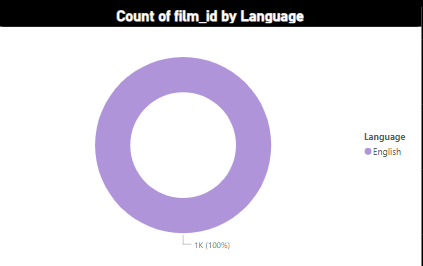 Count of film_id by Language
Language
English
1K (100%)